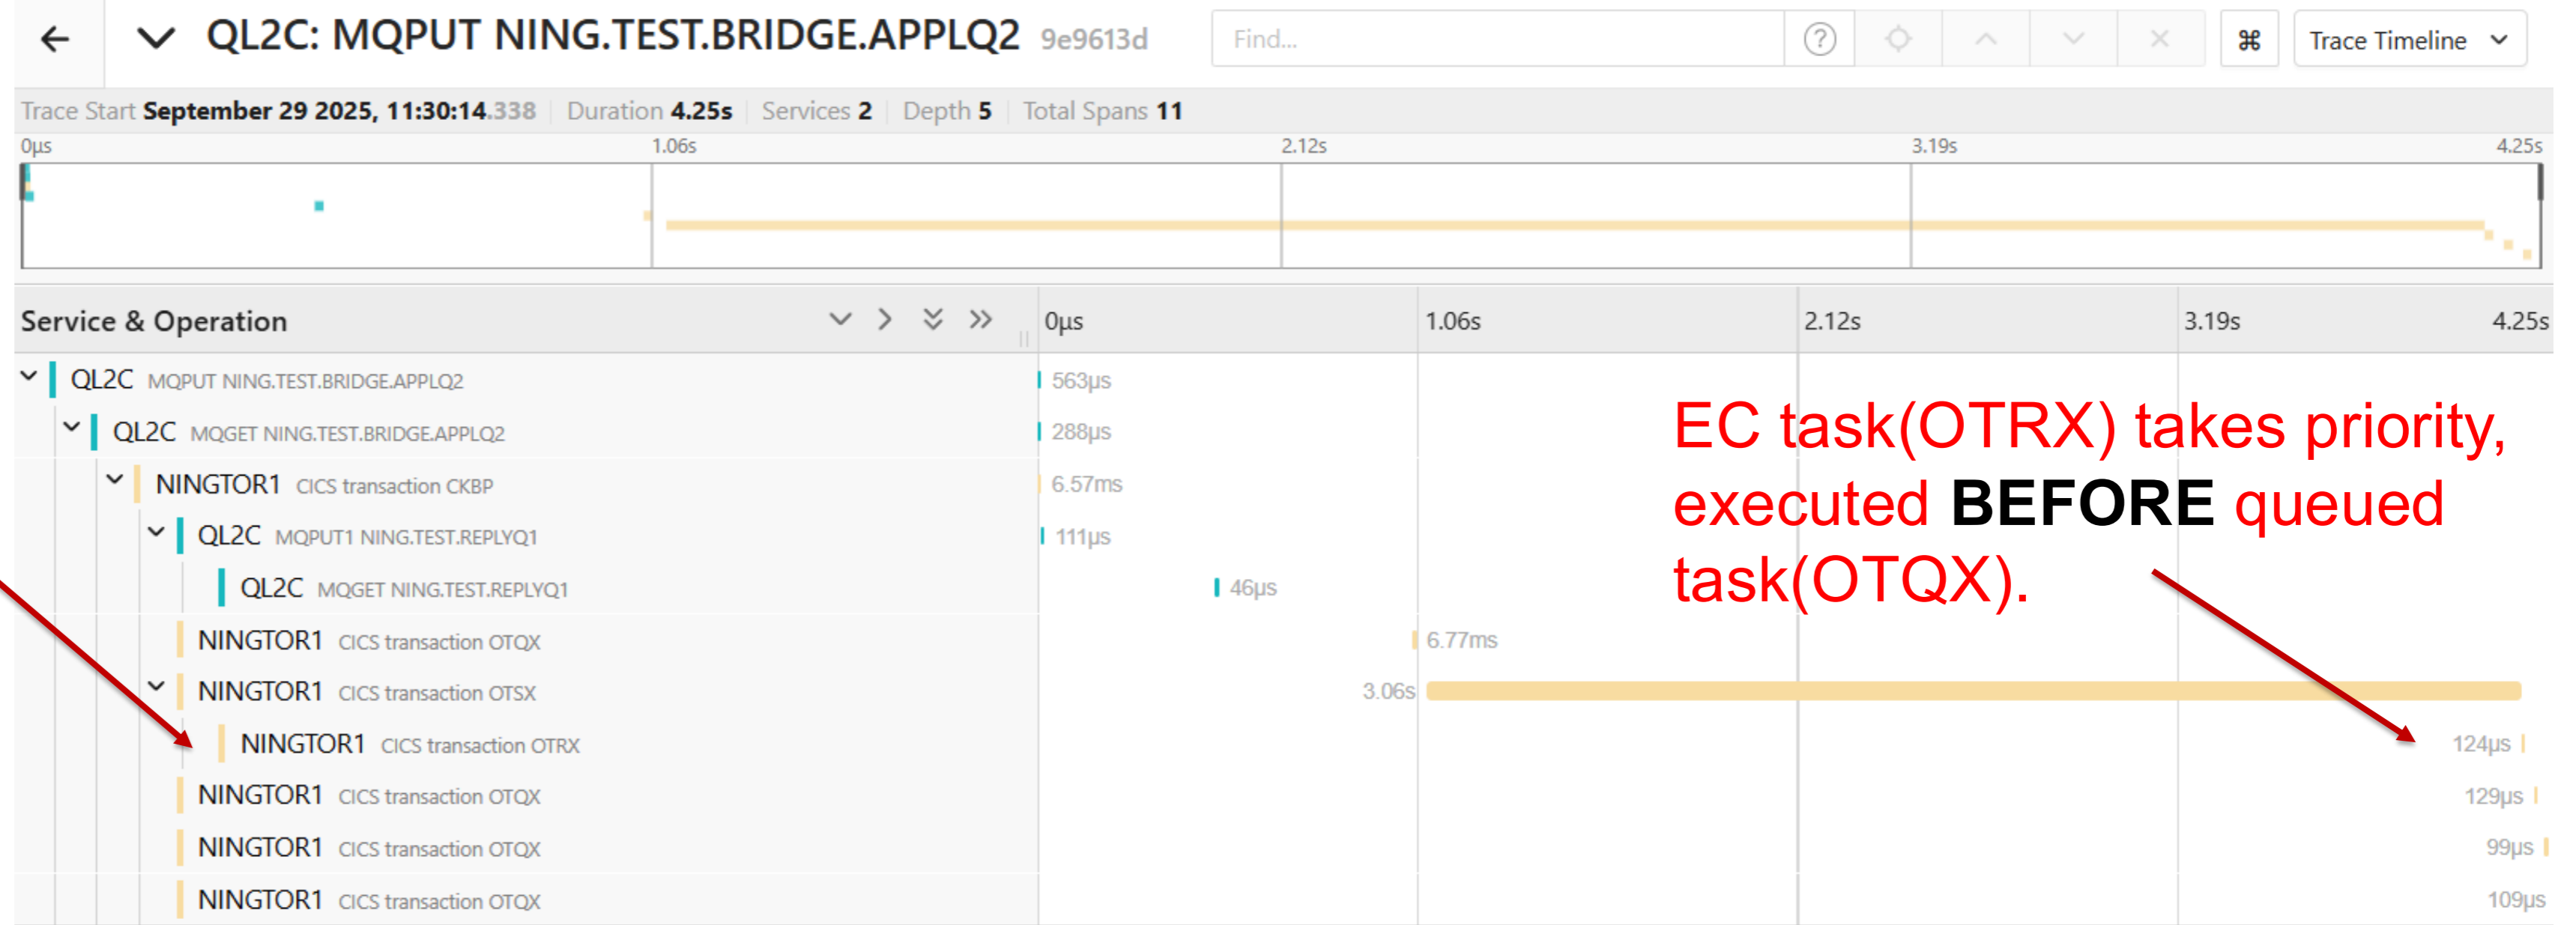 QL2C: MQPUT NING.TEST.BRIDGE.APPLQ2 9e9613d Find... ? ⌘ Trace Timeline
Trace Start September 29 2025, 11:30:14.338 Duration 4.25s Services 2 Depth 5 Total Spans 11
0μs 1.06s 2.12s 3.19s 4.25s
Service & Operation 0μs 1.06s 2.12s 3.19s 4.25s
QL2C MQPUT NING.TEST.BRIDGE.APPLQ2 563μs
QL2C MQGET NING.TEST.BRIDGE.APPLQ2 288μs
NINGTOR1 CICS transaction CKBP 6.57ms
QL2C MQPUT1 NING.TEST.REPLYQ1 111μs
QL2C MQGET NING.TEST.REPLYQ1 46μs
NINGTOR1 CICS transaction OTQX 6.77ms
NINGTOR1 CICS transaction OTSX 3.06s
NINGTOR1 CICS transaction OTRX 124μs
NINGTOR1 CICS transaction OTQX 129μs
NINGTOR1 CICS transaction OTQX 99μs
NINGTOR1 CICS transaction OTQX 109μs
EC task(OTRX) takes priority,
executed BEFORE queued
task(OTQX).